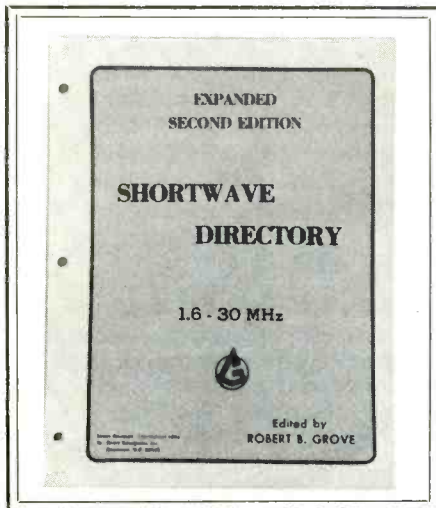 EXPANDED
SECOND EDITION
SHORTWAVE
DIRECTORY
1.6 - 30 MHz
G
Edited by
ROBERT B. GROVE